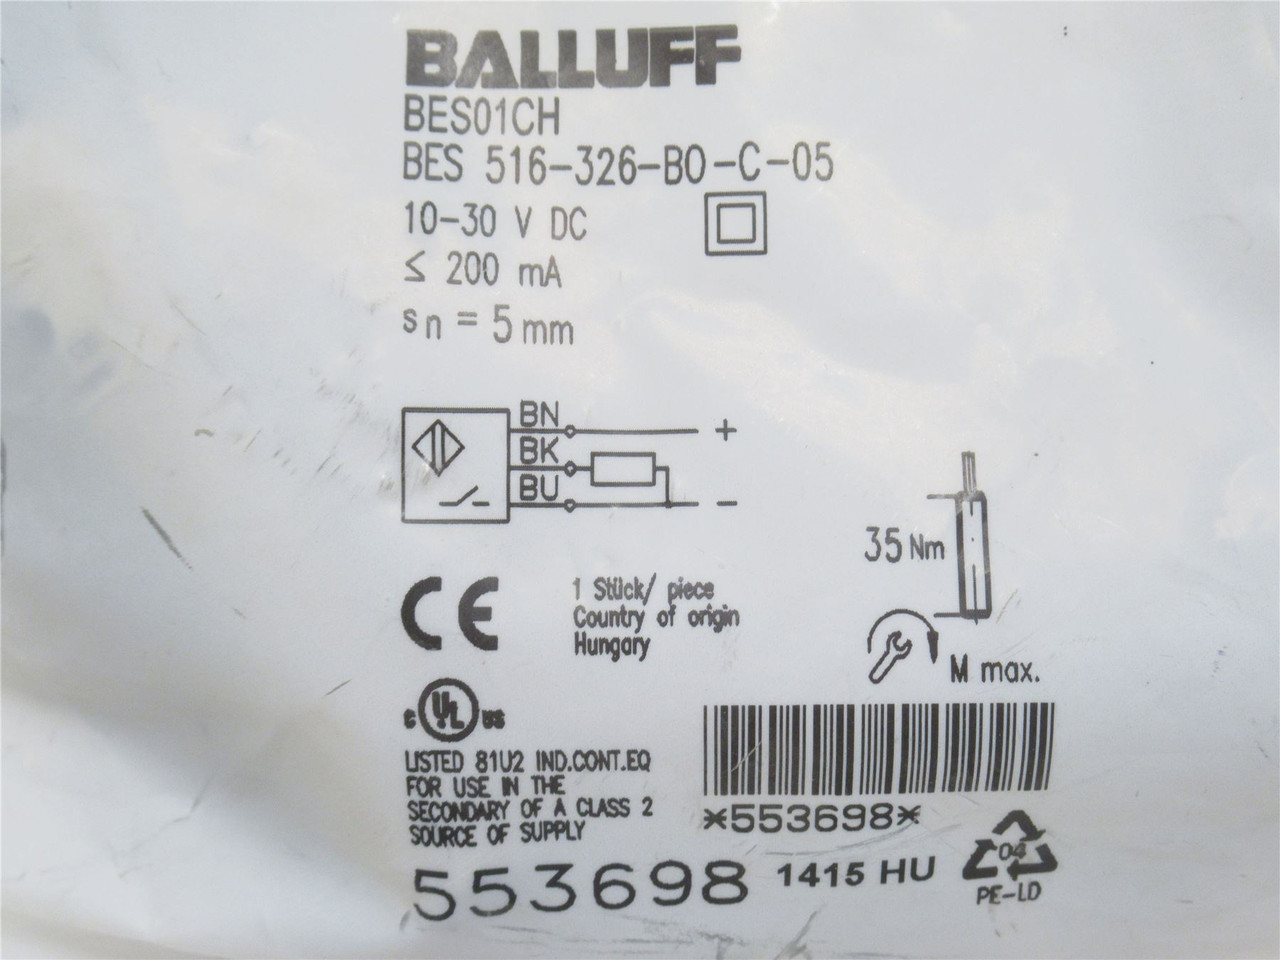 BALLUFF
BES01CH
BES 516-326-BO-C-05
10-30 V DC
≤ 200 mA
sn = 5 mm
BN +
BK
BU -
35 Nm
M max.
CE
1 Stück/ piece
Country of origin
Hungary
c UL us
LISTED 81U2 IND.CONT.EQ
FOR USE IN THE
SECONDARY OF A CLASS 2
SOURCE OF SUPPLY
*553698*
553698 1415 HU
04
PE-LD